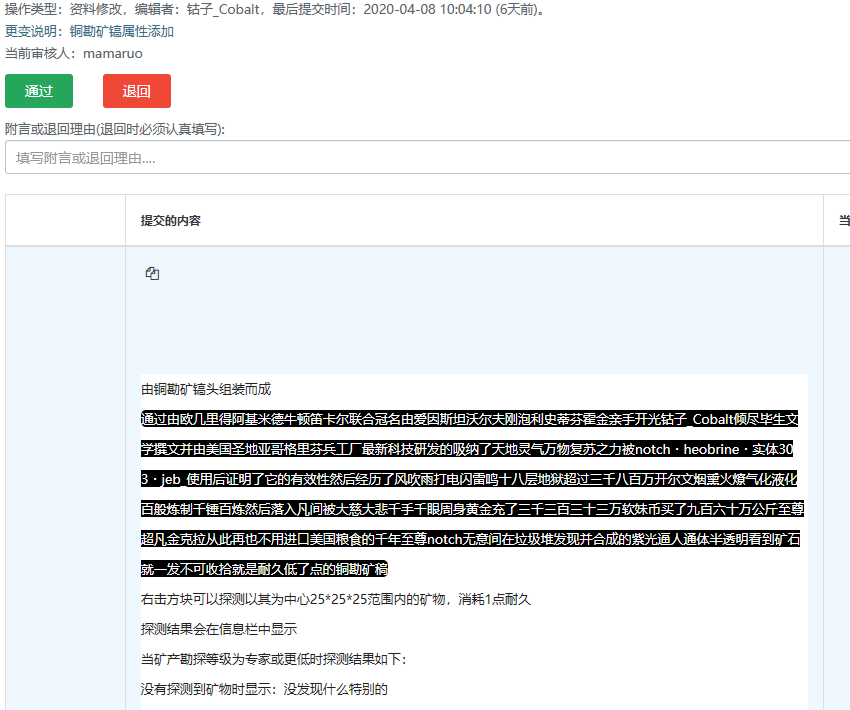 操作类型：资料修改，编辑者：钴子_Cobalt，最后提交时间：2020-04-08 10:04:10 (6天前)。
更变说明：铜勘矿镐属性添加
当前审核人：mamaruo
通过 退回
附言或退回理由(退回时必须认真填写):
填写附言或退回理由....
提交的内容 当
由铜勘矿镐头组装而成
通过由欧几里得阿基米德牛顿笛卡尔联合冠名由爱因斯坦沃尔夫刚泡利史蒂芬霍金亲手开光钴子_Cobalt倾尽毕生文
学撰文并由美国圣地亚哥格里芬兵工厂最新科技研发的吸纳了天地灵气万物复苏之力被notch·heobrine·实体30
3·jeb_使用后证明了它的有效性然后经历了风吹雨打电闪雷鸣十八层地狱超过三千八百万开尔文烟熏火燎气化液化
百般炼制千锤百炼然后落入凡间被大慈大悲千手千眼周身黄金充了三千三百三十三万软妹币买了九百六十万公斤至尊
超凡金克拉从此再也不用进口美国粮食的千年至尊notch无意间在垃圾堆发现并合成的紫光逼人通体半透明看到矿石
就一发不可收拾就是耐久低了点的铜勘矿稿
右击方块可以探测以其为中心25*25*25范围内的矿物，消耗1点耐久
探测结果会在信息栏中显示
当矿产勘探等级为专家或更低时探测结果如下：
没有探测到矿物时显示：没发现什么特别的